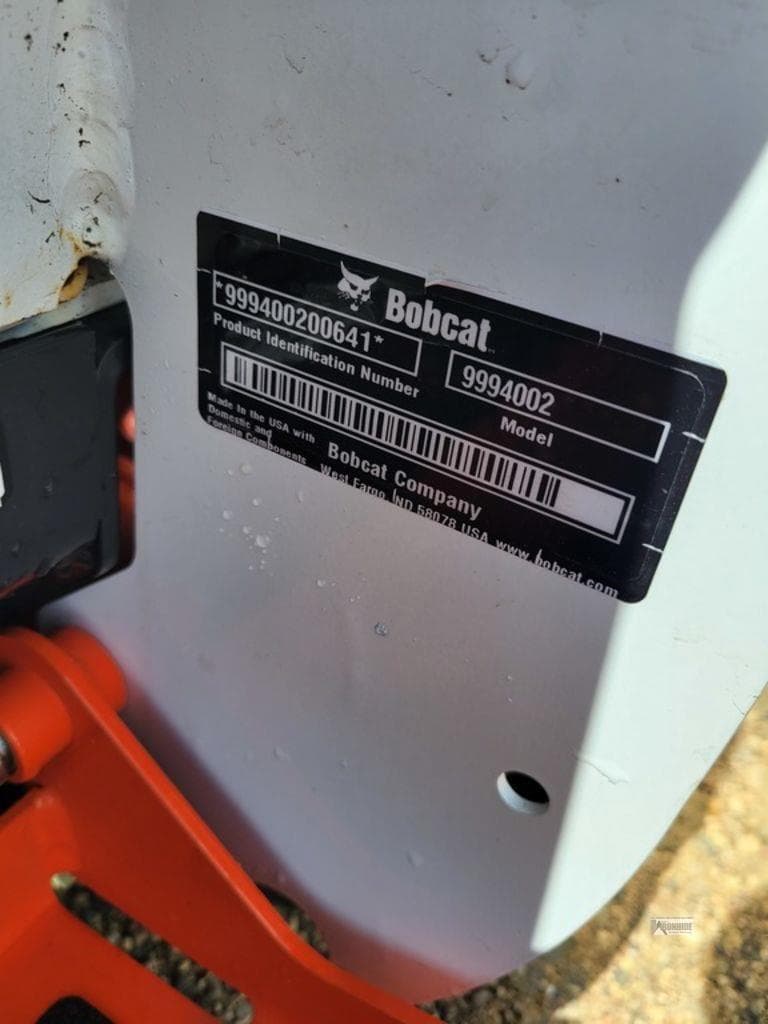 Bobcat
*999400200641*
Product Identification Number
9994002
Model
Made in the USA with
Domestic and
Foreign Components
Bobcat Company
West Fargo, ND 58078 USA www.bobcat.com
IRONHIDE